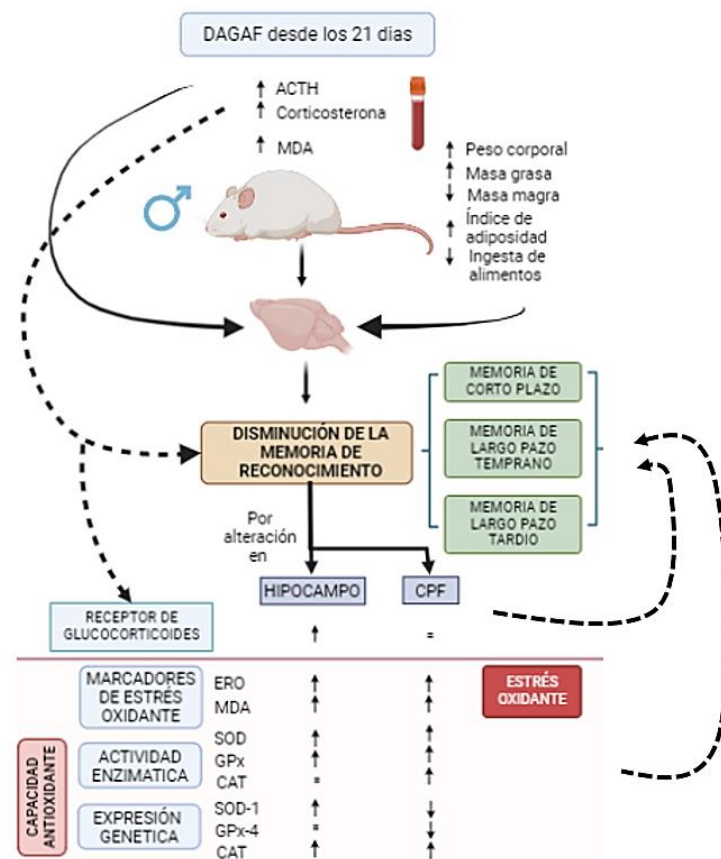 DAGAF desde los 21 dias
↑ ACTH
↑ Corticosterona
↑ MDA
↑ Peso corporal
↑ Masa grasa
↓ Masa magra
↑ Índice de
adiposidad
↓ Ingesta de
alimentos
DISMINUCIÓN DE LA
MEMORIA DE
RECONOCIMIENTO
MEMORIA DE
CORTO PLAZO
MEMORIA DE
LARGO PAZO
TEMPRANO
MEMORIA DE
LARGO PAZO
TARDIO
Por
alteración
en
HIPOCAMPO CPF
RECEPTOR DE
GLUCOCORTICOIDES
↑ =
MARCADORES
DE ESTRÉS
OXIDANTE
ERO ↑ ↑
MDA ↑ ↑
ESTRÉS
OXIDANTE
CAPACIDAD
ANTIOXIDANTE
ACTIVIDAD
ENZIMATICA
SOD ↑ ↑
GPx ↑ ↑
CAT = ↑
EXPRESIÓN
GENETICA
SOD-1 ↑ ↓
GPx-4 = ↓
CAT ↑ ↑